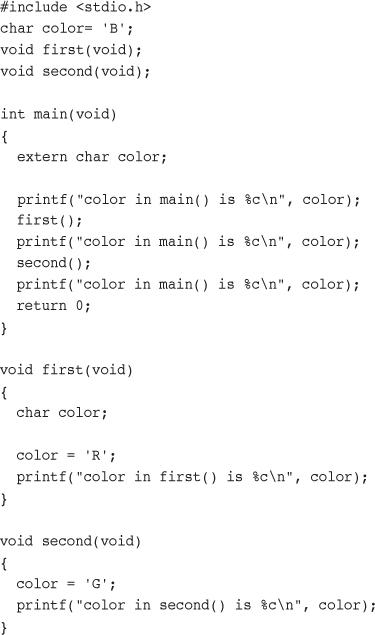 #include <stdio.h>
char color= 'B';
void first(void);
void second(void);

int main(void)
{
  extern char color;

  printf("color in main() is %c\n", color);
  first();
  printf("color in main() is %c\n", color);
  second();
  printf("color in main() is %c\n", color);
  return 0;
}

void first(void)
{
  char color;

  color = 'R';
  printf("color in first() is %c\n", color);
}

void second(void)
{
  color = 'G';
  printf("color in second() is %c\n", color);
}